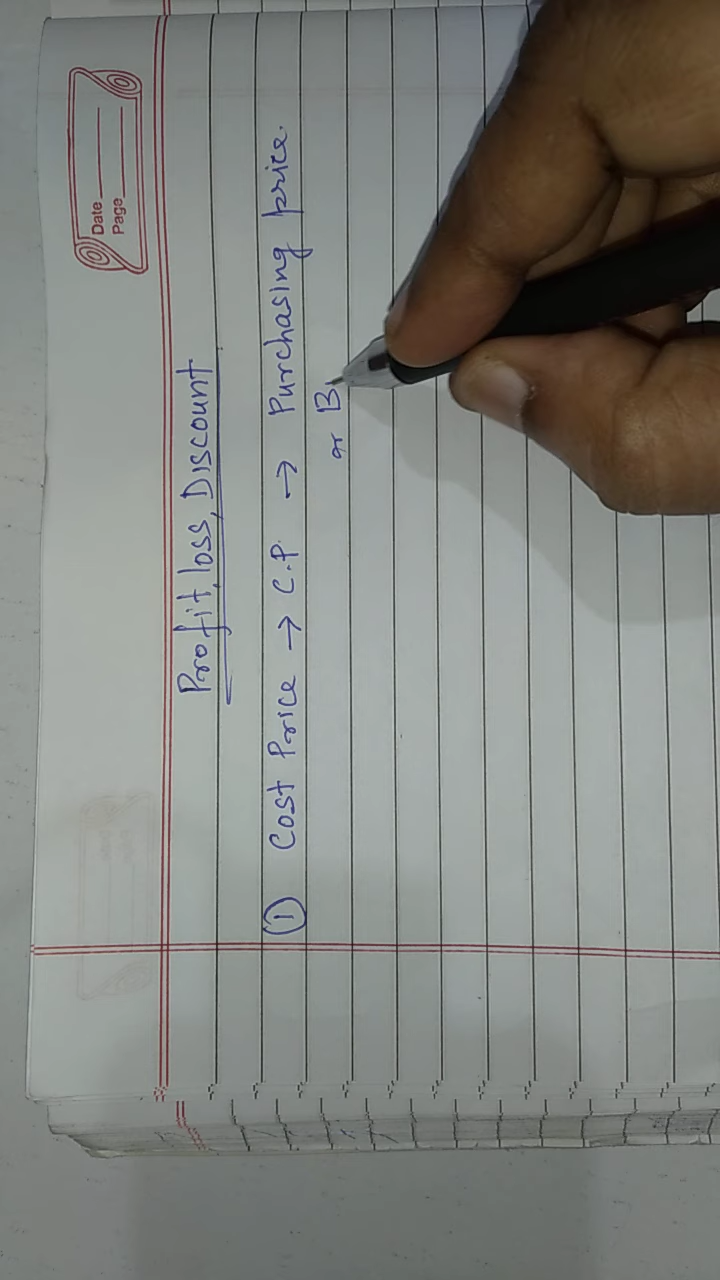 Date
Page
Profit, loss, Discount
① Cost Price → C.P. → Purchasing price.
or B